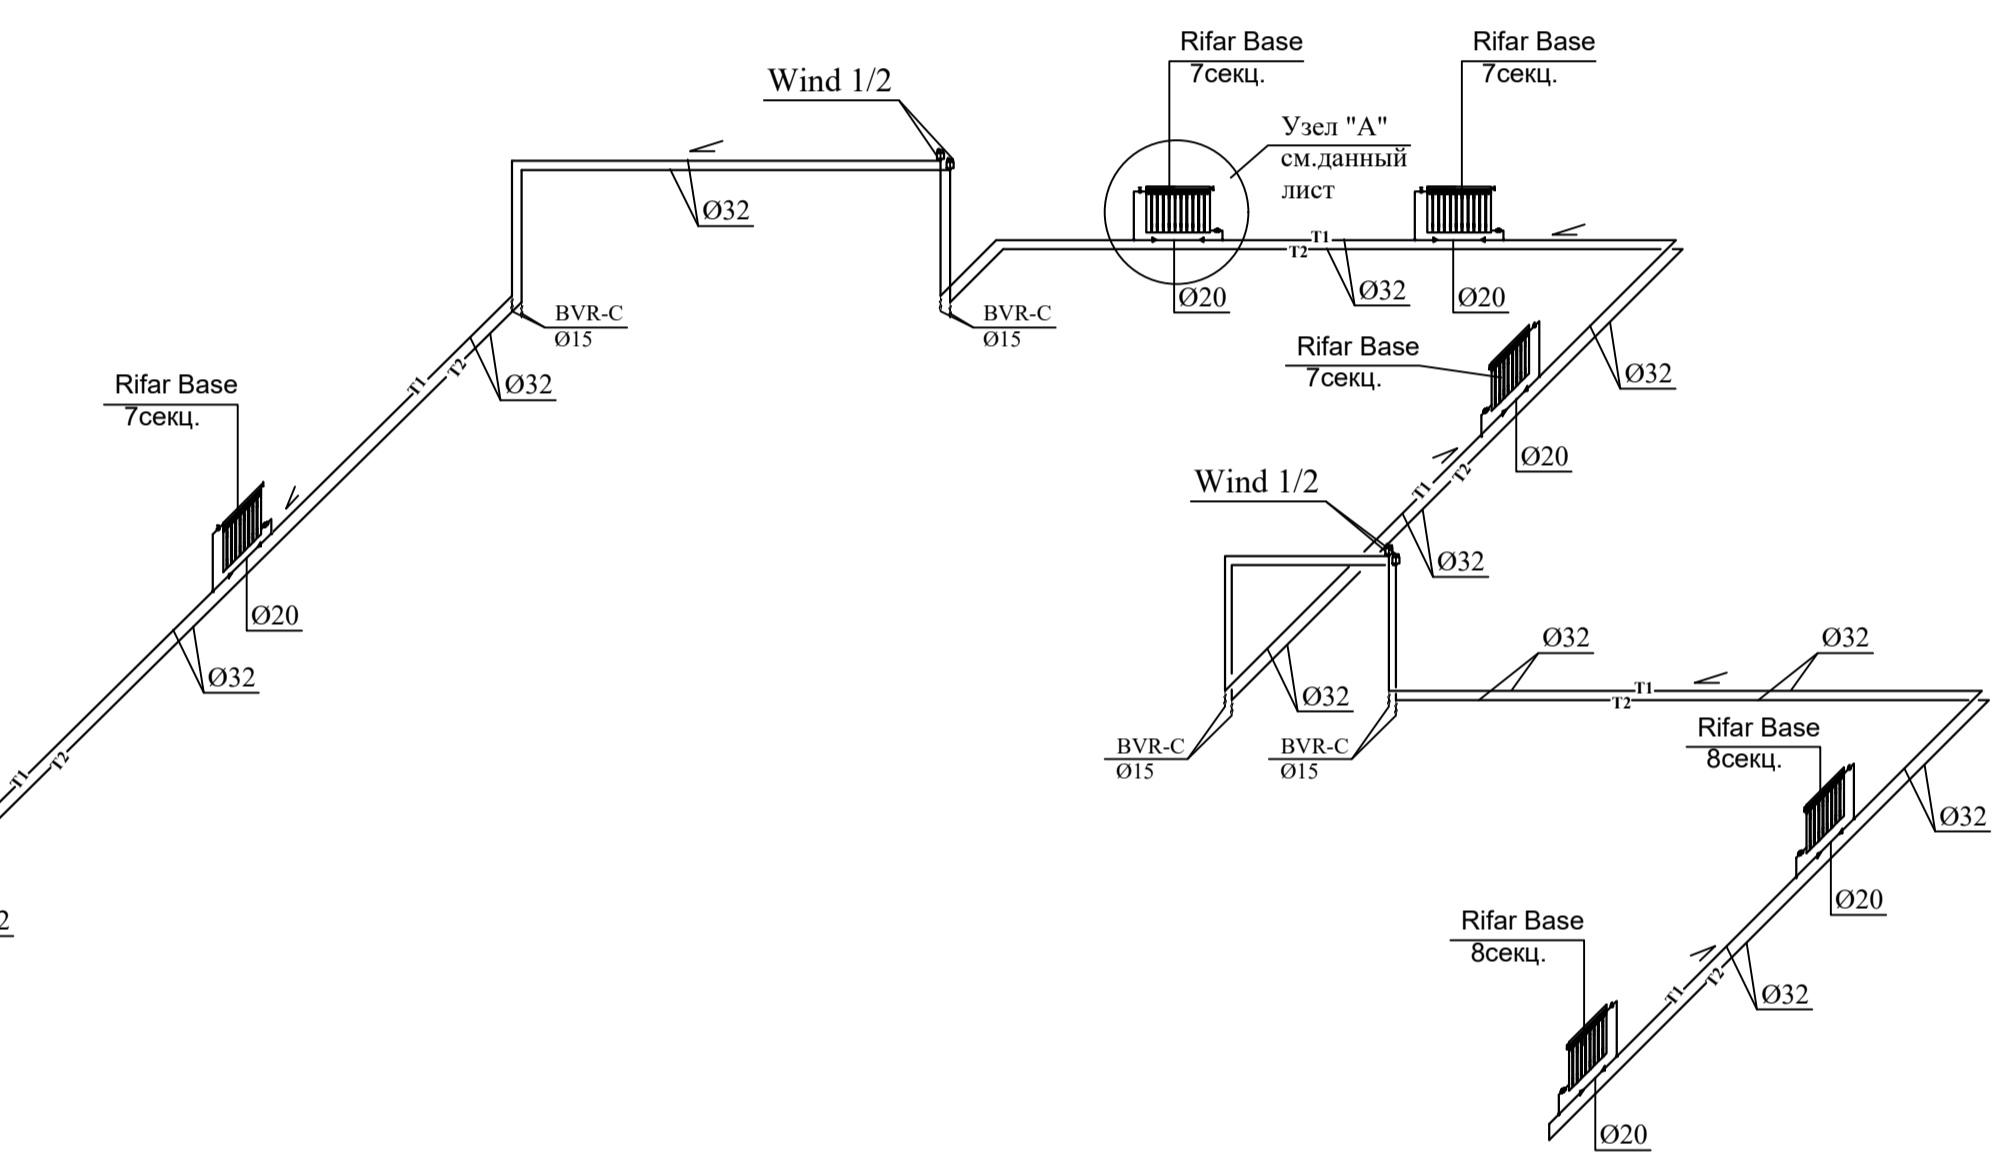 Rifar Base
7секц.
Rifar Base
7секц.
Wind 1/2
Узел "А"
см.данный
лист
Ø32
T1
T2
Ø32
Ø20
Ø20
BVR-C
Ø15
BVR-C
Ø15
Rifar Base
7секц.
Ø32
T1
T2
Ø32
Rifar Base
7секц.
Ø20
Wind 1/2
T1
T2
Ø32
Ø20
Ø32
Ø32
Ø32
Ø32
T1
T2
BVR-C
Ø15
BVR-C
Ø15
Rifar Base
8секц.
T1
T2
Ø32
Ø20
2
Rifar Base
8секц.
T1
T2
Ø32
Ø20